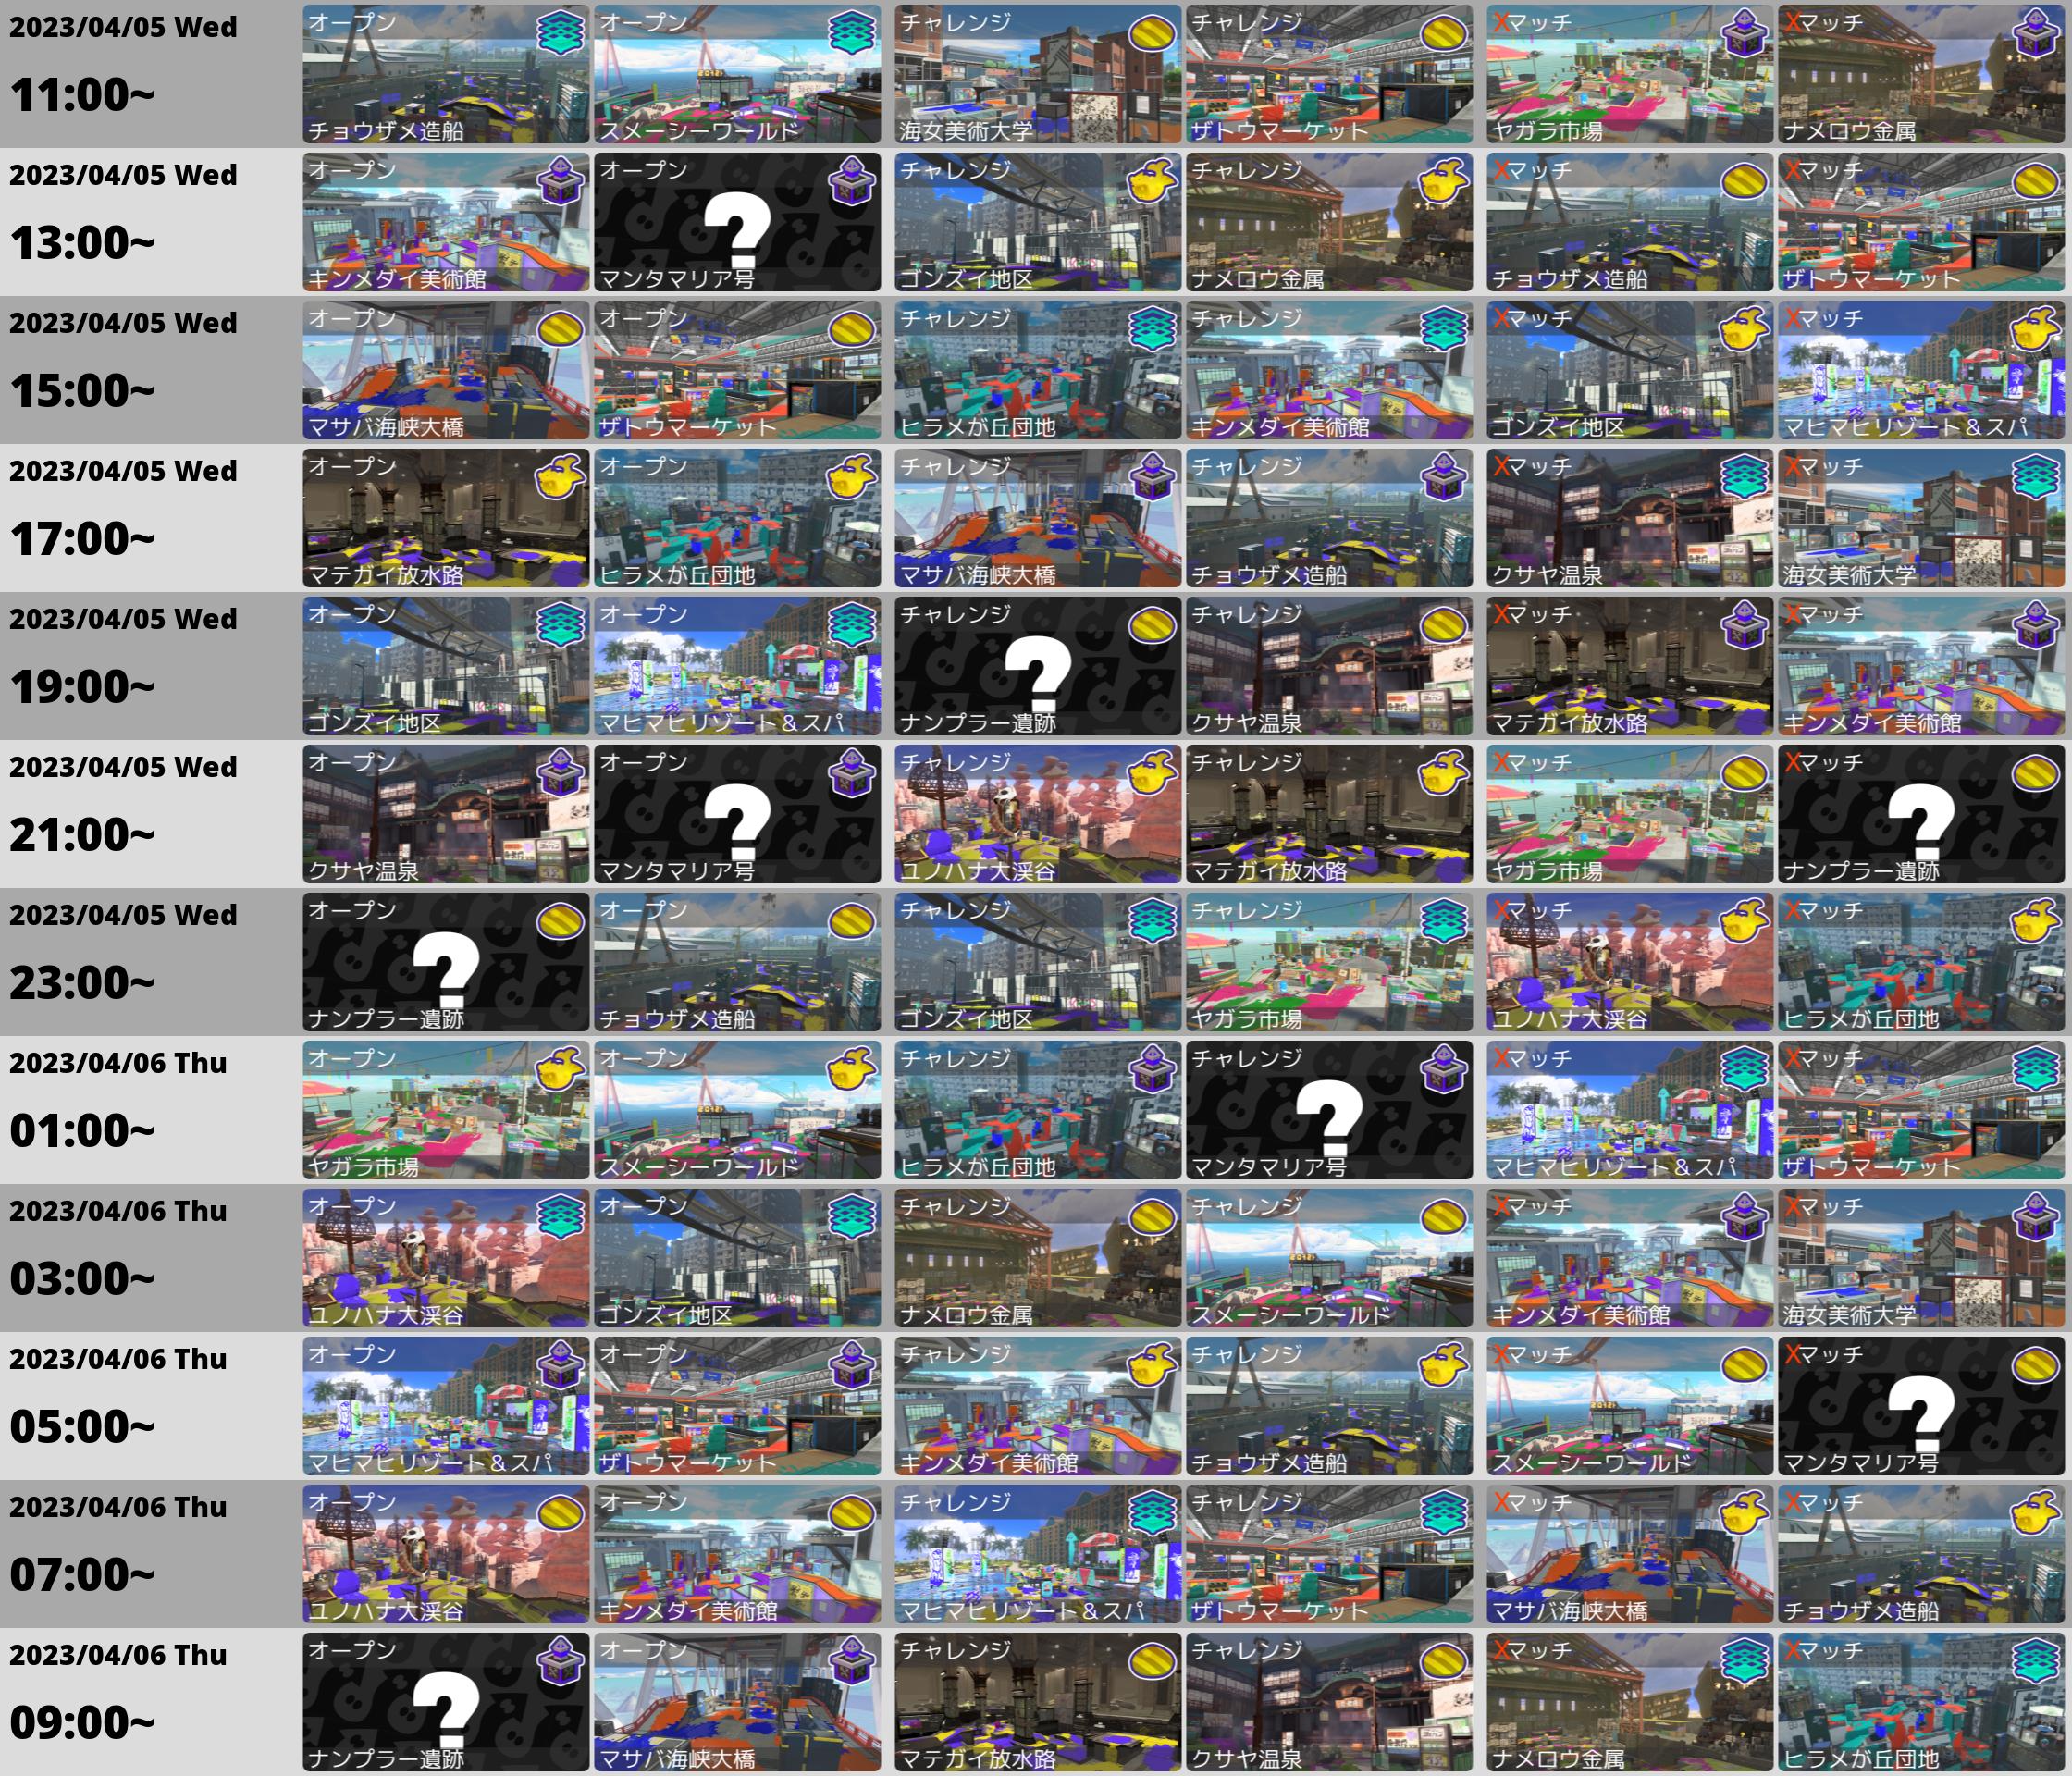 2023/04/05 Wed
11:00~
オープン オープン チャレンジ チャレンジ Xマッチ Xマッチ
チョウザメ造船 スメーシーワールド 海女美術大学 ザトウマーケット ヤガラ市場 ナメロウ金属
2023/04/05 Wed
13:00~
オープン オープン チャレンジ チャレンジ Xマッチ Xマッチ
キンメダイ美術館 マンタマリア号 ゴンズイ地区 ナメロウ金属 チョウザメ造船 ザトウマーケット
2023/04/05 Wed
15:00~
オープン オープン チャレンジ チャレンジ Xマッチ Xマッチ
マサバ海峡大橋 ザトウマーケット ヒラメが丘団地 キンメダイ美術館 ゴンズイ地区 マヒマヒリゾート&スパ
2023/04/05 Wed
17:00~
オープン オープン チャレンジ チャレンジ Xマッチ Xマッチ
マテガイ放水路 ヒラメが丘団地 マサバ海峡大橋 チョウザメ造船 クサヤ温泉 海女美術大学
2023/04/05 Wed
19:00~
オープン オープン チャレンジ チャレンジ Xマッチ Xマッチ
ゴンズイ地区 マヒマヒリゾート&スパ ナンプラー遺跡 クサヤ温泉 マテガイ放水路 キンメダイ美術館
2023/04/05 Wed
21:00~
オープン オープン チャレンジ チャレンジ Xマッチ Xマッチ
クサヤ温泉 マンタマリア号 ユノハナ大渓谷 マテガイ放水路 ヤガラ市場 ナンプラー遺跡
2023/04/05 Wed
23:00~
オープン オープン チャレンジ チャレンジ Xマッチ Xマッチ
ナンプラー遺跡 チョウザメ造船 ゴンズイ地区 ヤガラ市場 ユノハナ大渓谷 ヒラメが丘団地
2023/04/06 Thu
01:00~
オープン オープン チャレンジ チャレンジ Xマッチ Xマッチ
ヤガラ市場 スメーシーワールド ヒラメが丘団地 マンタマリア号 マヒマヒリゾート&スパ ザトウマーケット
2023/04/06 Thu
03:00~
オープン オープン チャレンジ チャレンジ Xマッチ Xマッチ
ユノハナ大渓谷 ゴンズイ地区 ナメロウ金属 スメーシーワールド キンメダイ美術館 海女美術大学
2023/04/06 Thu
05:00~
オープン オープン チャレンジ チャレンジ Xマッチ Xマッチ
マヒマヒリゾート&スパ ザトウマーケット キンメダイ美術館 チョウザメ造船 スメーシーワールド マンタマリア号
2023/04/06 Thu
07:00~
オープン オープン チャレンジ チャレンジ Xマッチ Xマッチ
ユノハナ大渓谷 キンメダイ美術館 マヒマヒリゾート&スパ ザトウマーケット マサバ海峡大橋 チョウザメ造船
2023/04/06 Thu
09:00~
オープン オープン チャレンジ チャレンジ Xマッチ Xマッチ
ナンプラー遺跡 マサバ海峡大橋 マテガイ放水路 クサヤ温泉 ナメロウ金属 ヒラメが丘団地